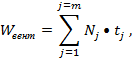 j=m
W_вент = ∑ N_j • t_j ,
j=1